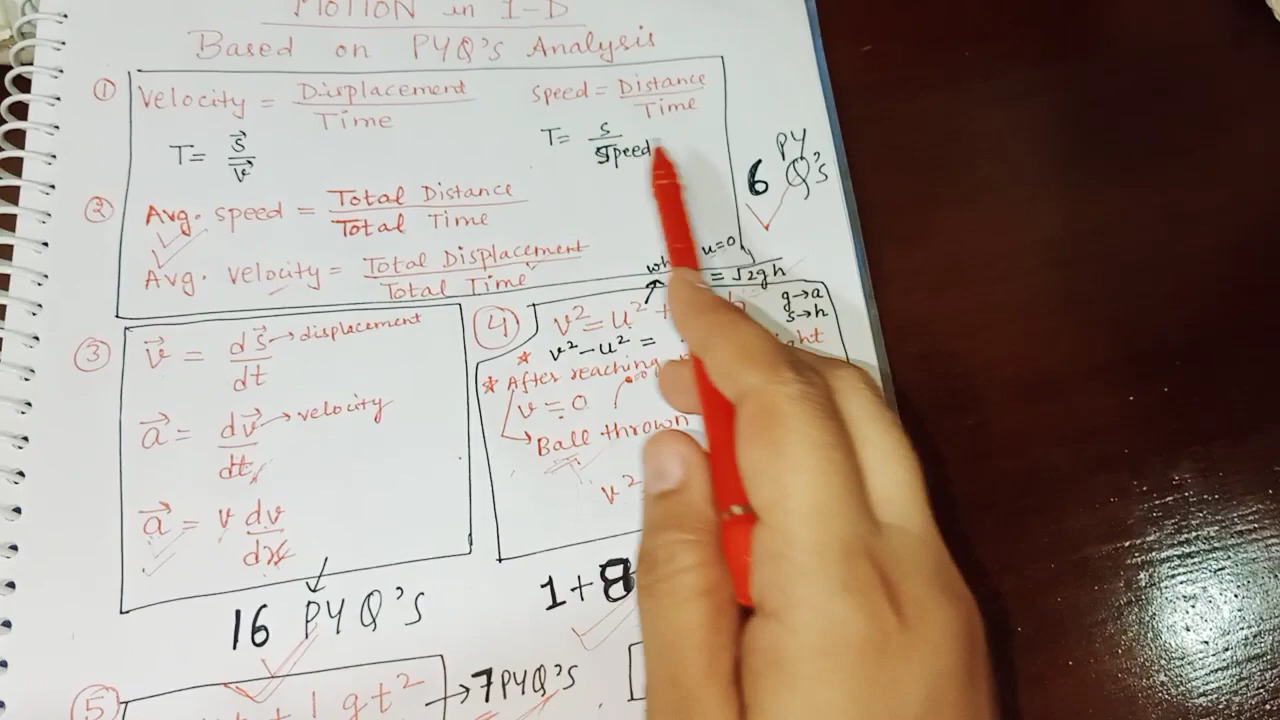 MOTION in 1-D
Based on PYQ's Analysis
① Velocity = Displacement / Time
Speed = Distance / Time
T = s⃗ / v⃗
T = s / Speed
6 PYQ's
② Avg. speed = Total Distance / Total Time
Avg. velocity = Total Displacement / Total Time
u=0
= √2gh
③ v⃗ = ds⃗/dt → displacement
a⃗ = dv⃗/dt → velocity
a⃗ = v dv/dx
16 PYQ's
④ v² = u² +
g→a
s→h
* v² - u² =
* After reaching
v = 0
Ball thrown
v²
1+8
⑤ + 1 gt² → 7 PYQ's